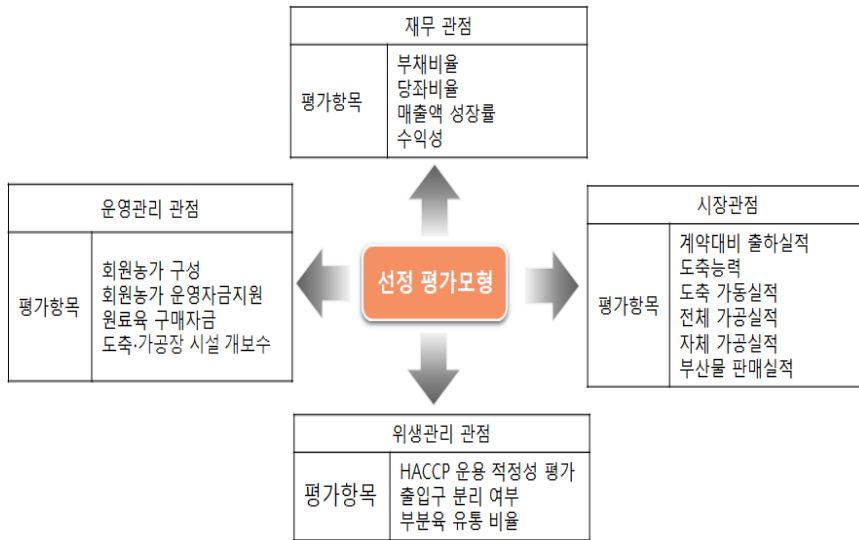 재무 관점
평가항목
부채비율
당좌비율
매출액 성장률
수익성
운영관리 관점
평가항목
회원농가 구성
회원농가 운영자금지원
원료육 구매자금
도축·가공장 시설 개보수
선정 평가모형
시장관점
평가항목
계약대비 출하실적
도축능력
도축 가동실적
전체 가공실적
자체 가공실적
부산물 판매실적
위생관리 관점
평가항목
HACCP 운용 적정성 평가
출입구 분리 여부
부분육 유통 비율